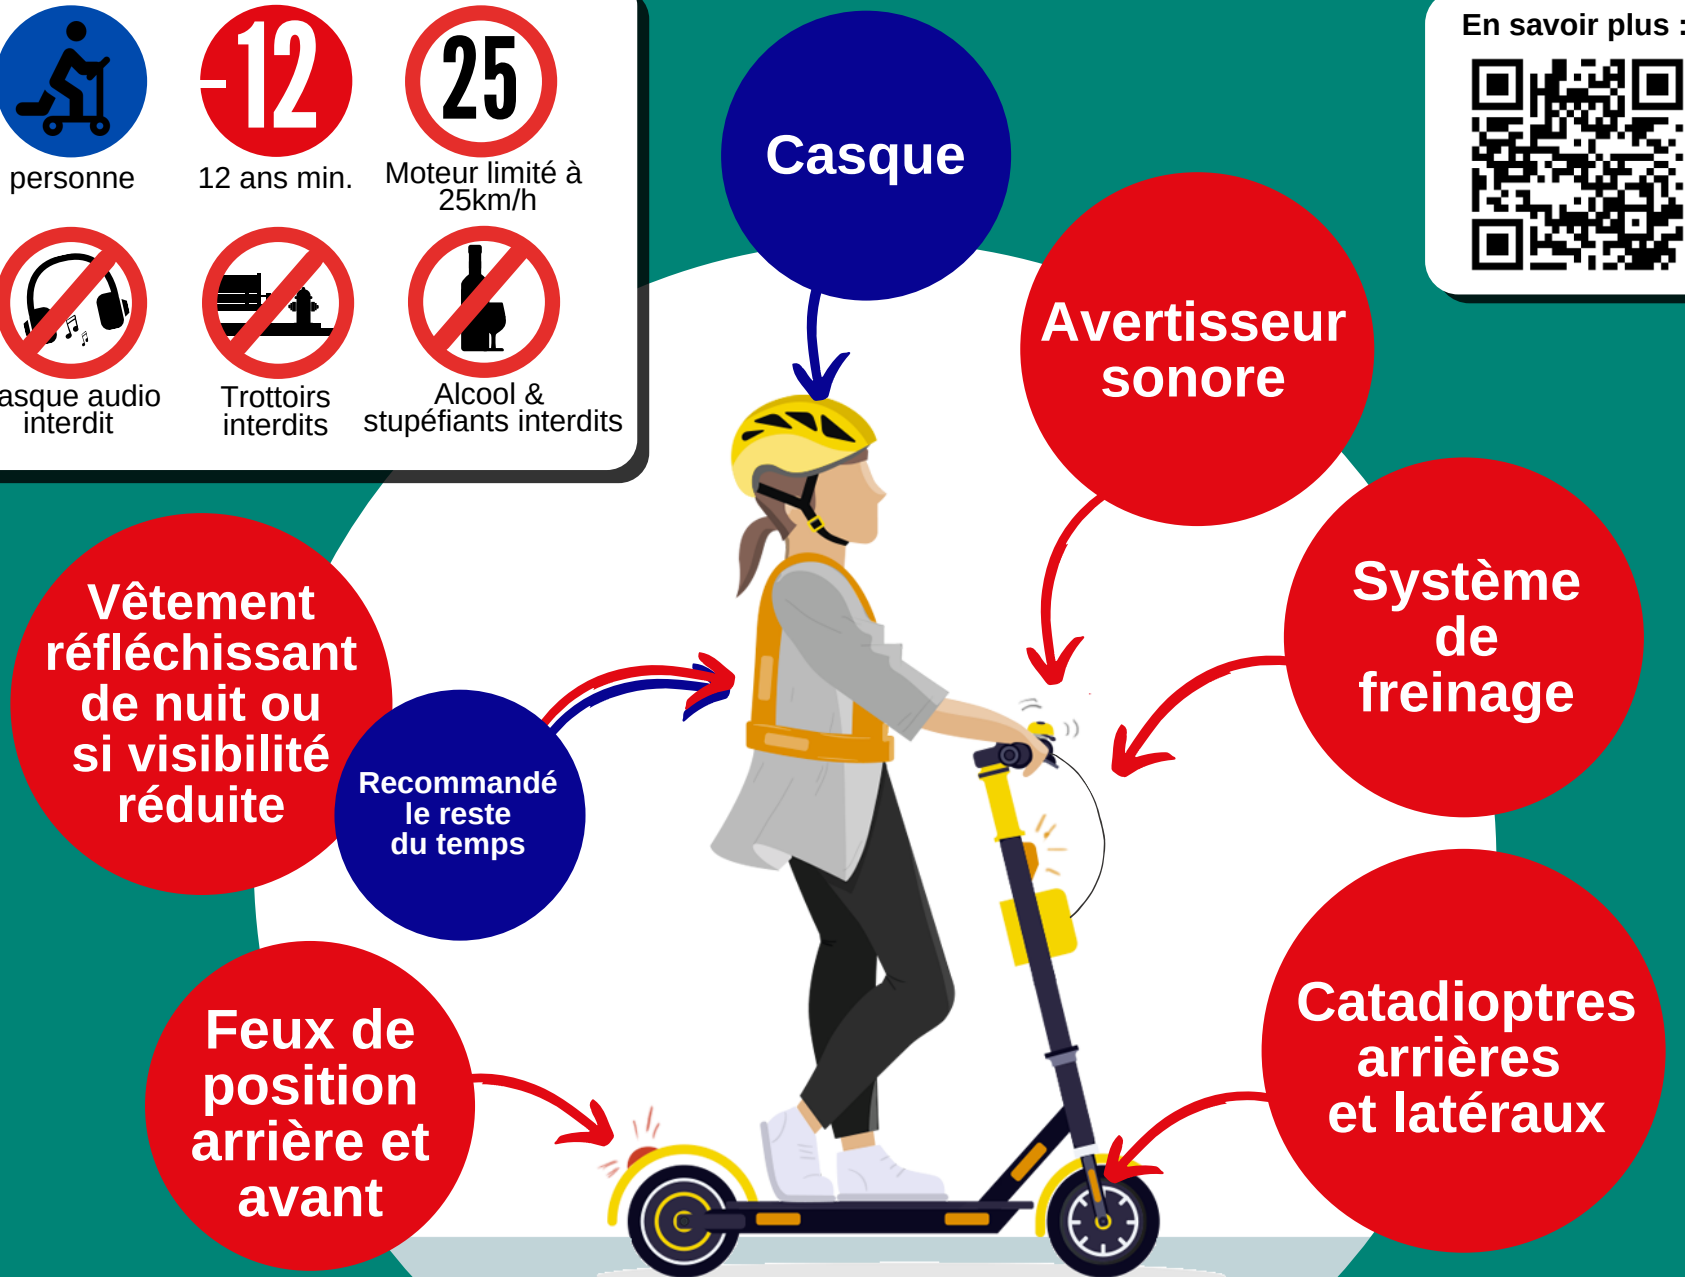 -12
25
personne
12 ans min.
Moteur limité à
25km/h
asque audio
interdit
Trottoirs
interdits
Alcool &
stupéfiants interdits
Casque
En savoir plus :
Avertisseur
sonore
Système
de
freinage
Vêtement
réfléchissant
de nuit ou
si visibilité
réduite
Recommandé
le reste
du temps
Feux de
position
arrière et
avant
Catadioptres
arrières
et latéraux